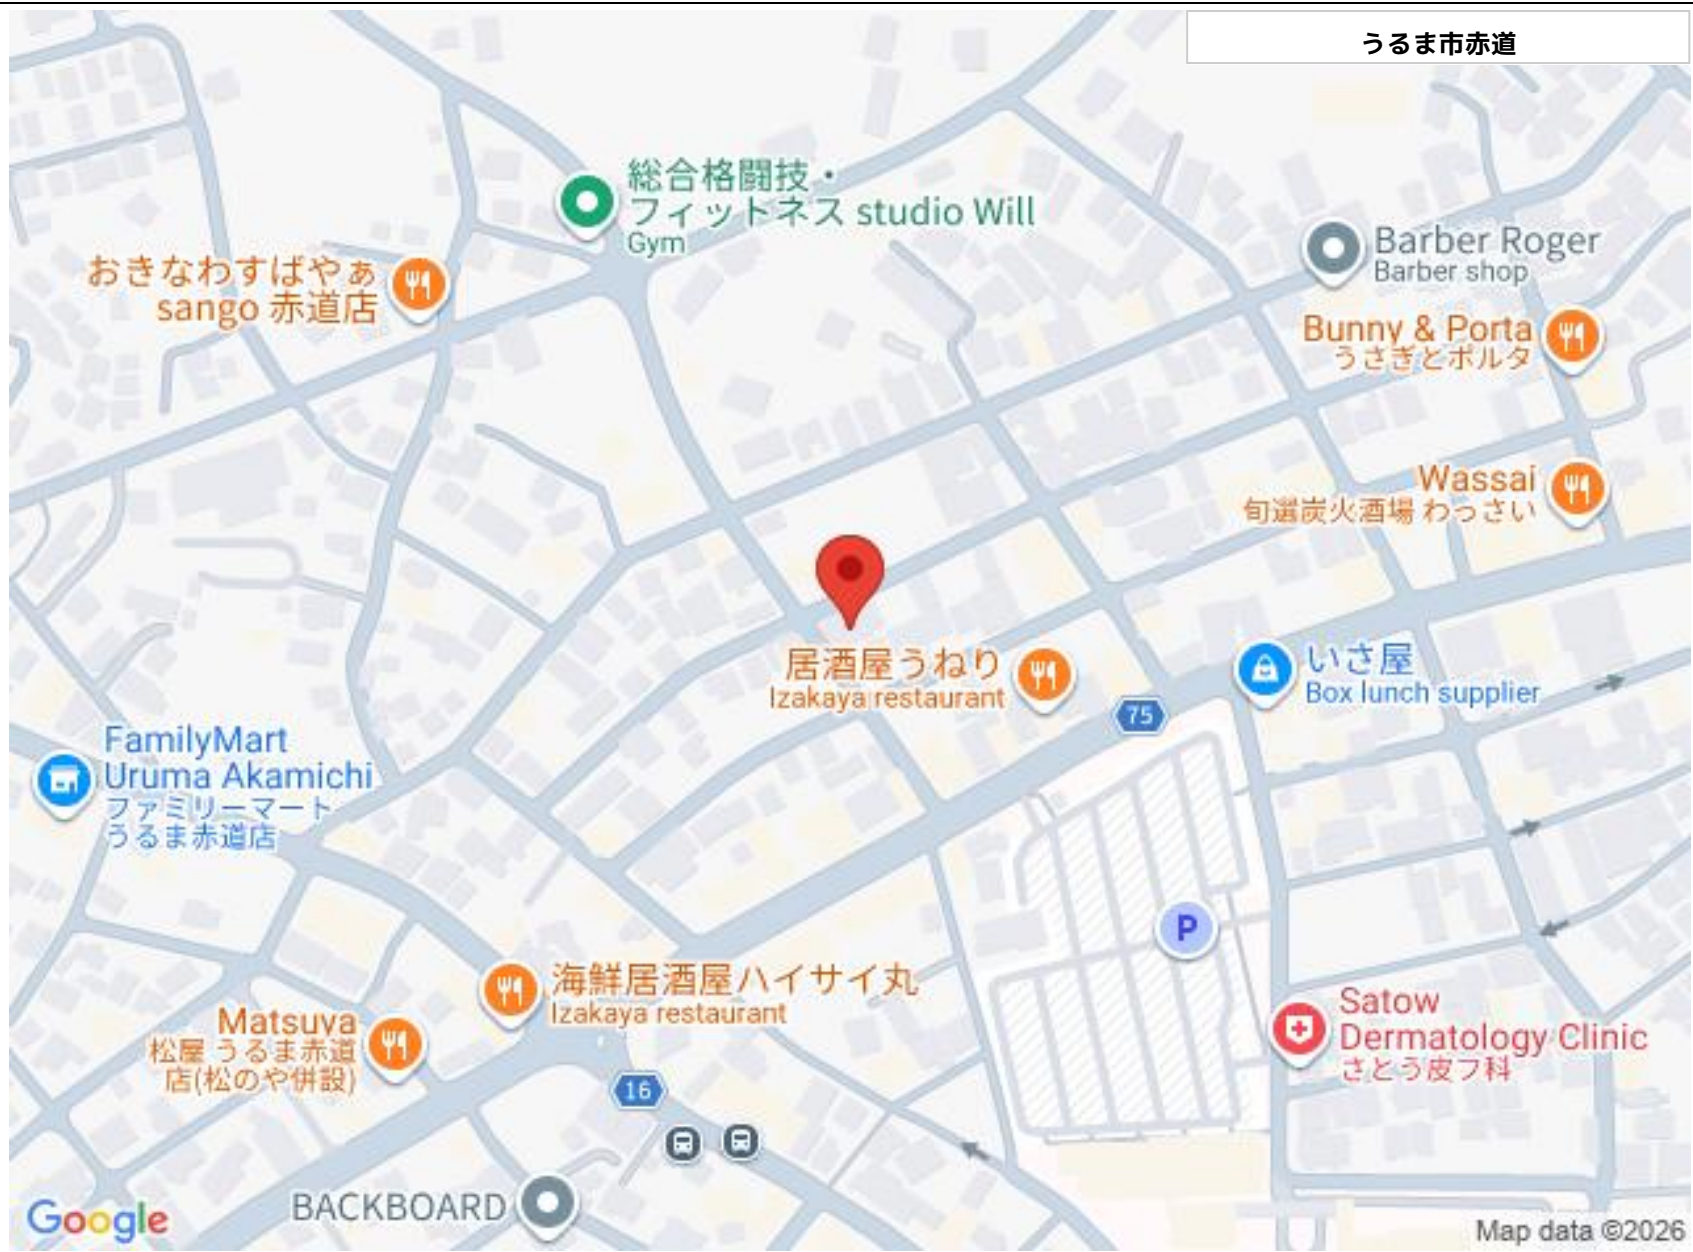 うるま市赤道
総合格闘技・
フィットネス studio Will
Gym
おきなわすばやぁ
sango 赤道店
Barber Roger
Barber shop
Bunny & Porta
うさぎとポルタ
Wassai
旬選炭火酒場 わっさい
居酒屋うねり
Izakaya restaurant
いさ屋
Box lunch supplier
75
FamilyMart
Uruma Akamichi
ファミリーマート
うるま赤道店
P
海鮮居酒屋ハイサイ丸
Izakaya restaurant
Matsuya
松屋 うるま赤道
店(松のや併設)
Satow
Dermatology Clinic
さとう皮フ科
16
BACKBOARD
Google
Map data ©2026